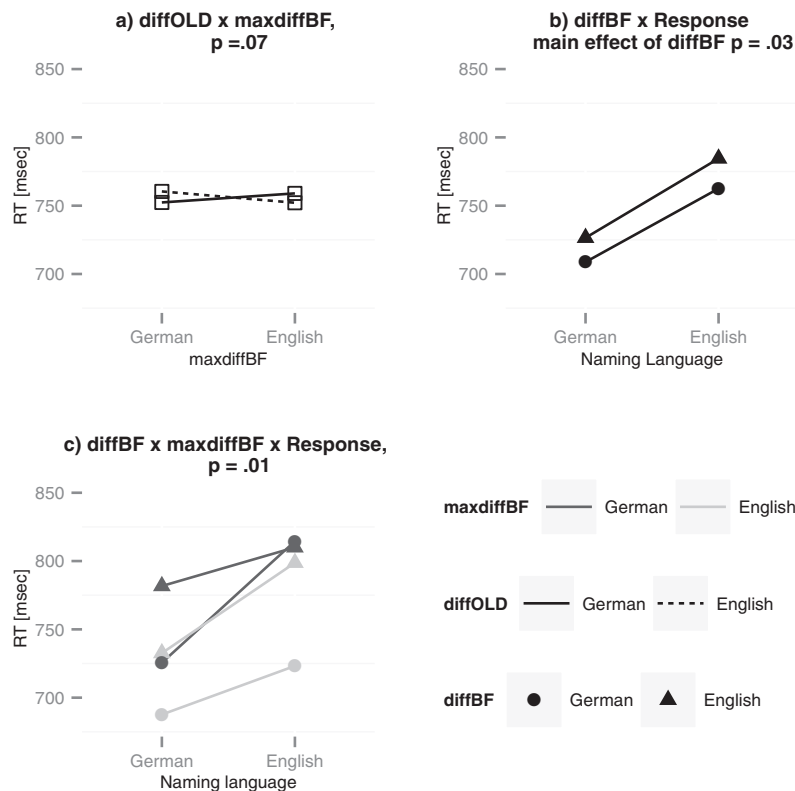 a) diffOLD x maxdiffBF,
p =.07
850
800
750
700
RT [msec]
German
English
maxdiffBF
b) diffBF x Response
main effect of diffBF p = .03
850
800
750
700
RT [msec]
German
English
Naming Language
c) diffBF x maxdiffBF x Response,
p = .01
850
800
750
700
RT [msec]
German
English
Naming language
maxdiffBF German English
diffOLD German English
diffBF German English